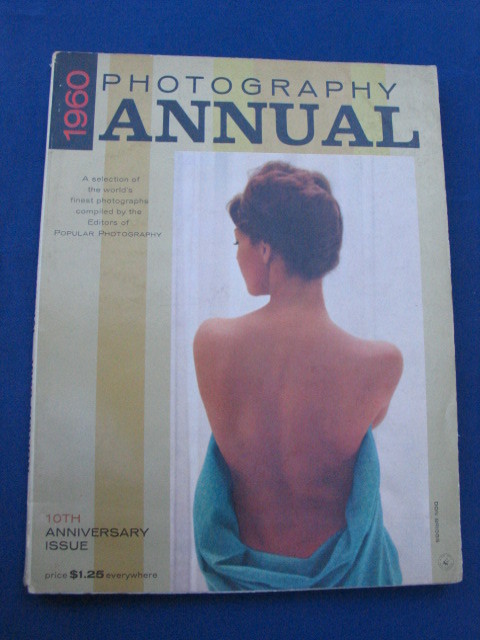 1960
PHOTOGRAPHY
ANNUAL
A selection of
the world's
finest photographs
compiled by the
Editors of
POPULAR PHOTOGRAPHY
10TH
ANNIVERSARY
ISSUE
price $1.25 everywhere